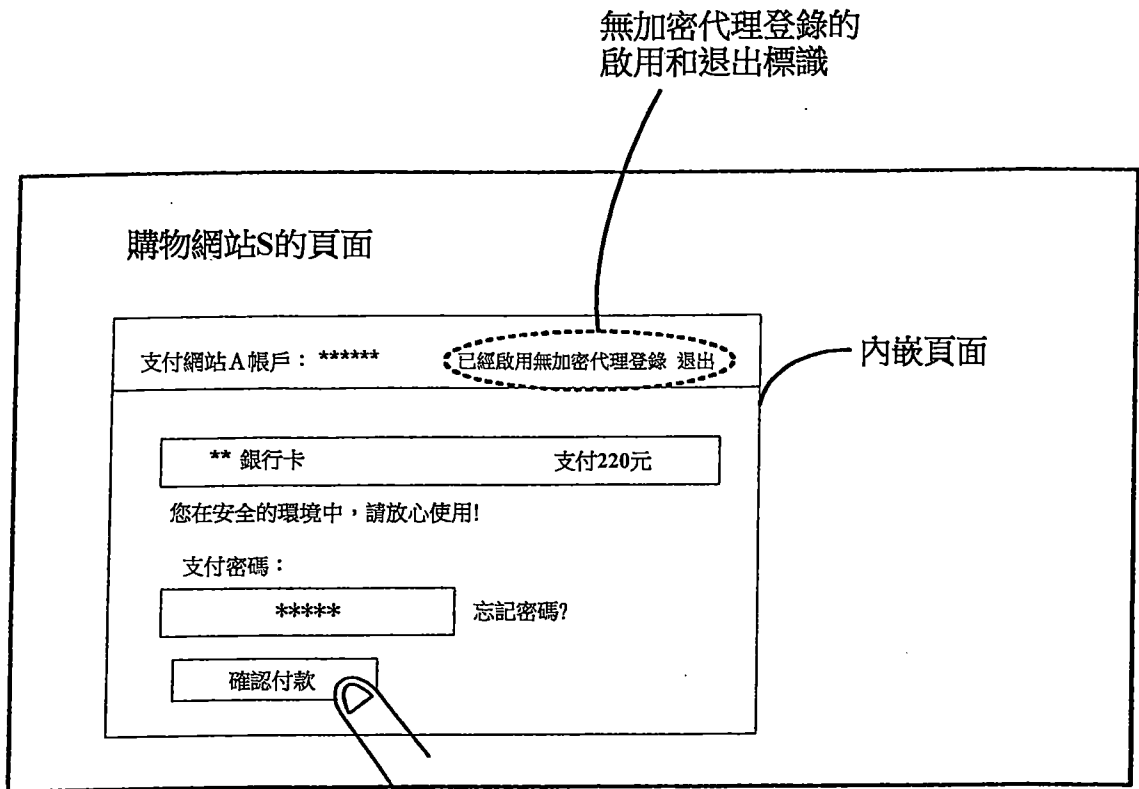 無加密代理登錄的
啟用和退出標識
購物網站S的頁面
支付網站A帳戶：****** 已經啟用無加密代理登錄 退出
內嵌頁面
** 銀行卡 支付220元
您在安全的環境中，請放心使用!
支付密碼：
***** 忘記密碼?
確認付款